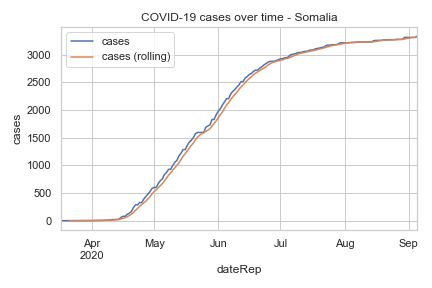 COVID-19 cases over time - Somalia
cases
cases (rolling)
3000
2500
2000
1500
1000
500
0
cases
Apr
2020
May
Jun
Jul
Aug
Sep
dateRep